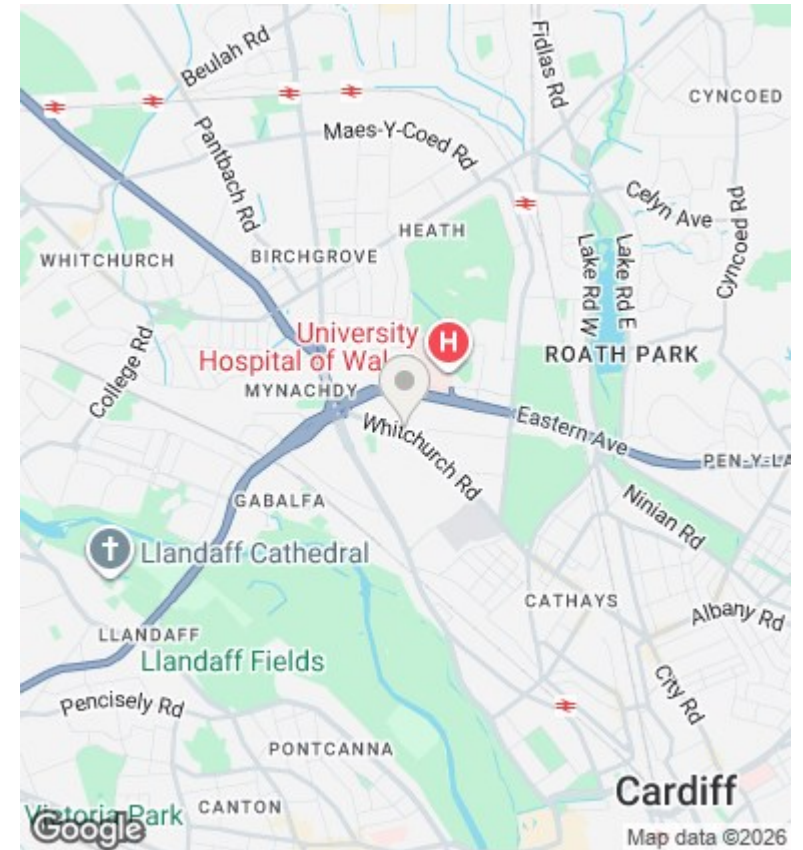 Fidlas Rd
Beulah Rd
CYNCOED
Pantbach Rd
Maes-Y-Coed Rd
Celyn Ave
Cyncoed Rd
HEATH
WHITCHURCH
BIRCHGROVE
Lake Rd W
Lake Rd E
University
Hospital of Wal
H
College Rd
ROATH PARK
MYNACHDY
Whitchurch Rd
Eastern Ave
PEN-Y-LA
GABALFA
Ninian Rd
Llandaff Cathedral
CATHAYS
Albany Rd
LLANDAFF
Llandaff Fields
City Rd
Pencisely Rd
PONTCANNA
Cardiff
Victoria Park
CANTON
Google
Map data ©2026